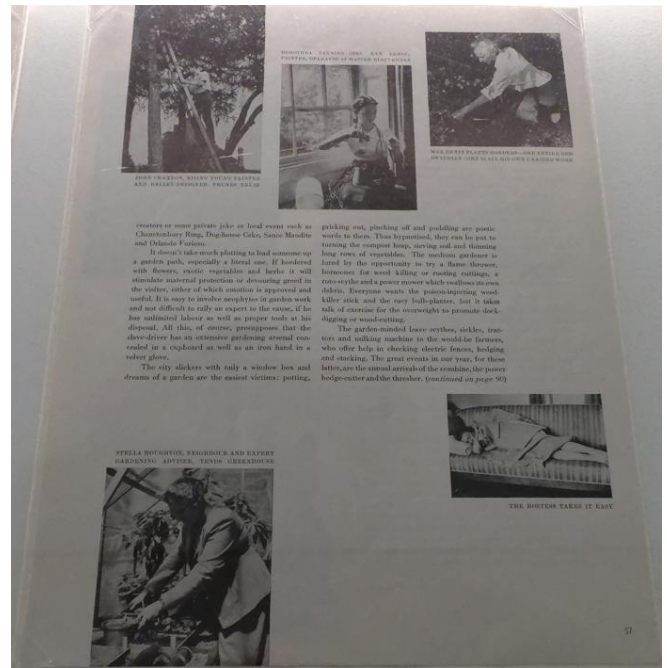 DOROTHEA TANNING (MRS. MAX ERNST),
PAINTER, OPERATES
MAX ERNST PLANTS BORDERS
SWEDISH CORN
OWN
WORK
JOHN CRAXTON, RISING YOUNG PAINTER
AND BALLET-DESIGNER, PRUNES TREES
creators or some private joke or local event such as
Chanctonbury Ring, Dog-bone Cake, Sauce Maudite
and Orlando Furioso.
It doesn't take much plotting to lead someone up
a garden path, especially a literal one. If bordered
with flowers, exotic vegetables and herbs it will
stimulate maternal protection or devouring greed in
the visitor, either of which emotion is approved and
useful. It is easy to involve neophytes in garden work
and not difficult to rally an expert to the cause, if he
has unlimited labour as well as proper tools at his
disposal. All this, of course, presupposes that the
slave-driver has an extensive gardening arsenal con-
cealed in a cupboard as well as an iron hand in a
velvet glove.
The city slickers with only a window box and
dreams of a garden are the easiest victims: potting,
pricking out, pinching off and puddling are poetic
words to them. Thus hypnotised, they can be put to
turning the compost heap, sieving soil and thinning
long rows of vegetables. The medium gardener is
lured by the opportunity to try a flame thrower,
hormones for weed killing or rooting cuttings, a
roto-scythe and a power mower which swallows its own
debris. Everyone wants the poison-injecting weed-
killer stick and the easy bulb-planter, but it takes
talk of exercise for the overweight to promote dock-
digging or wood-cutting.
The garden-minded leave scythes, sickles, trac-
tors and milking machine to the would-be farmers,
who offer help in checking electric fences, hedging
and stacking. The great events in our year, for these
latter, are the annual arrivals of the combine, the power
hedge-cutter and the thresher. (continued on page 90)
STELLA HOUGHTON, NEIGHBOUR AND EXPERT
GARDENING ADVISER, TENDS GREENHOUSE
THE HOSTESS TAKES IT EASY
57